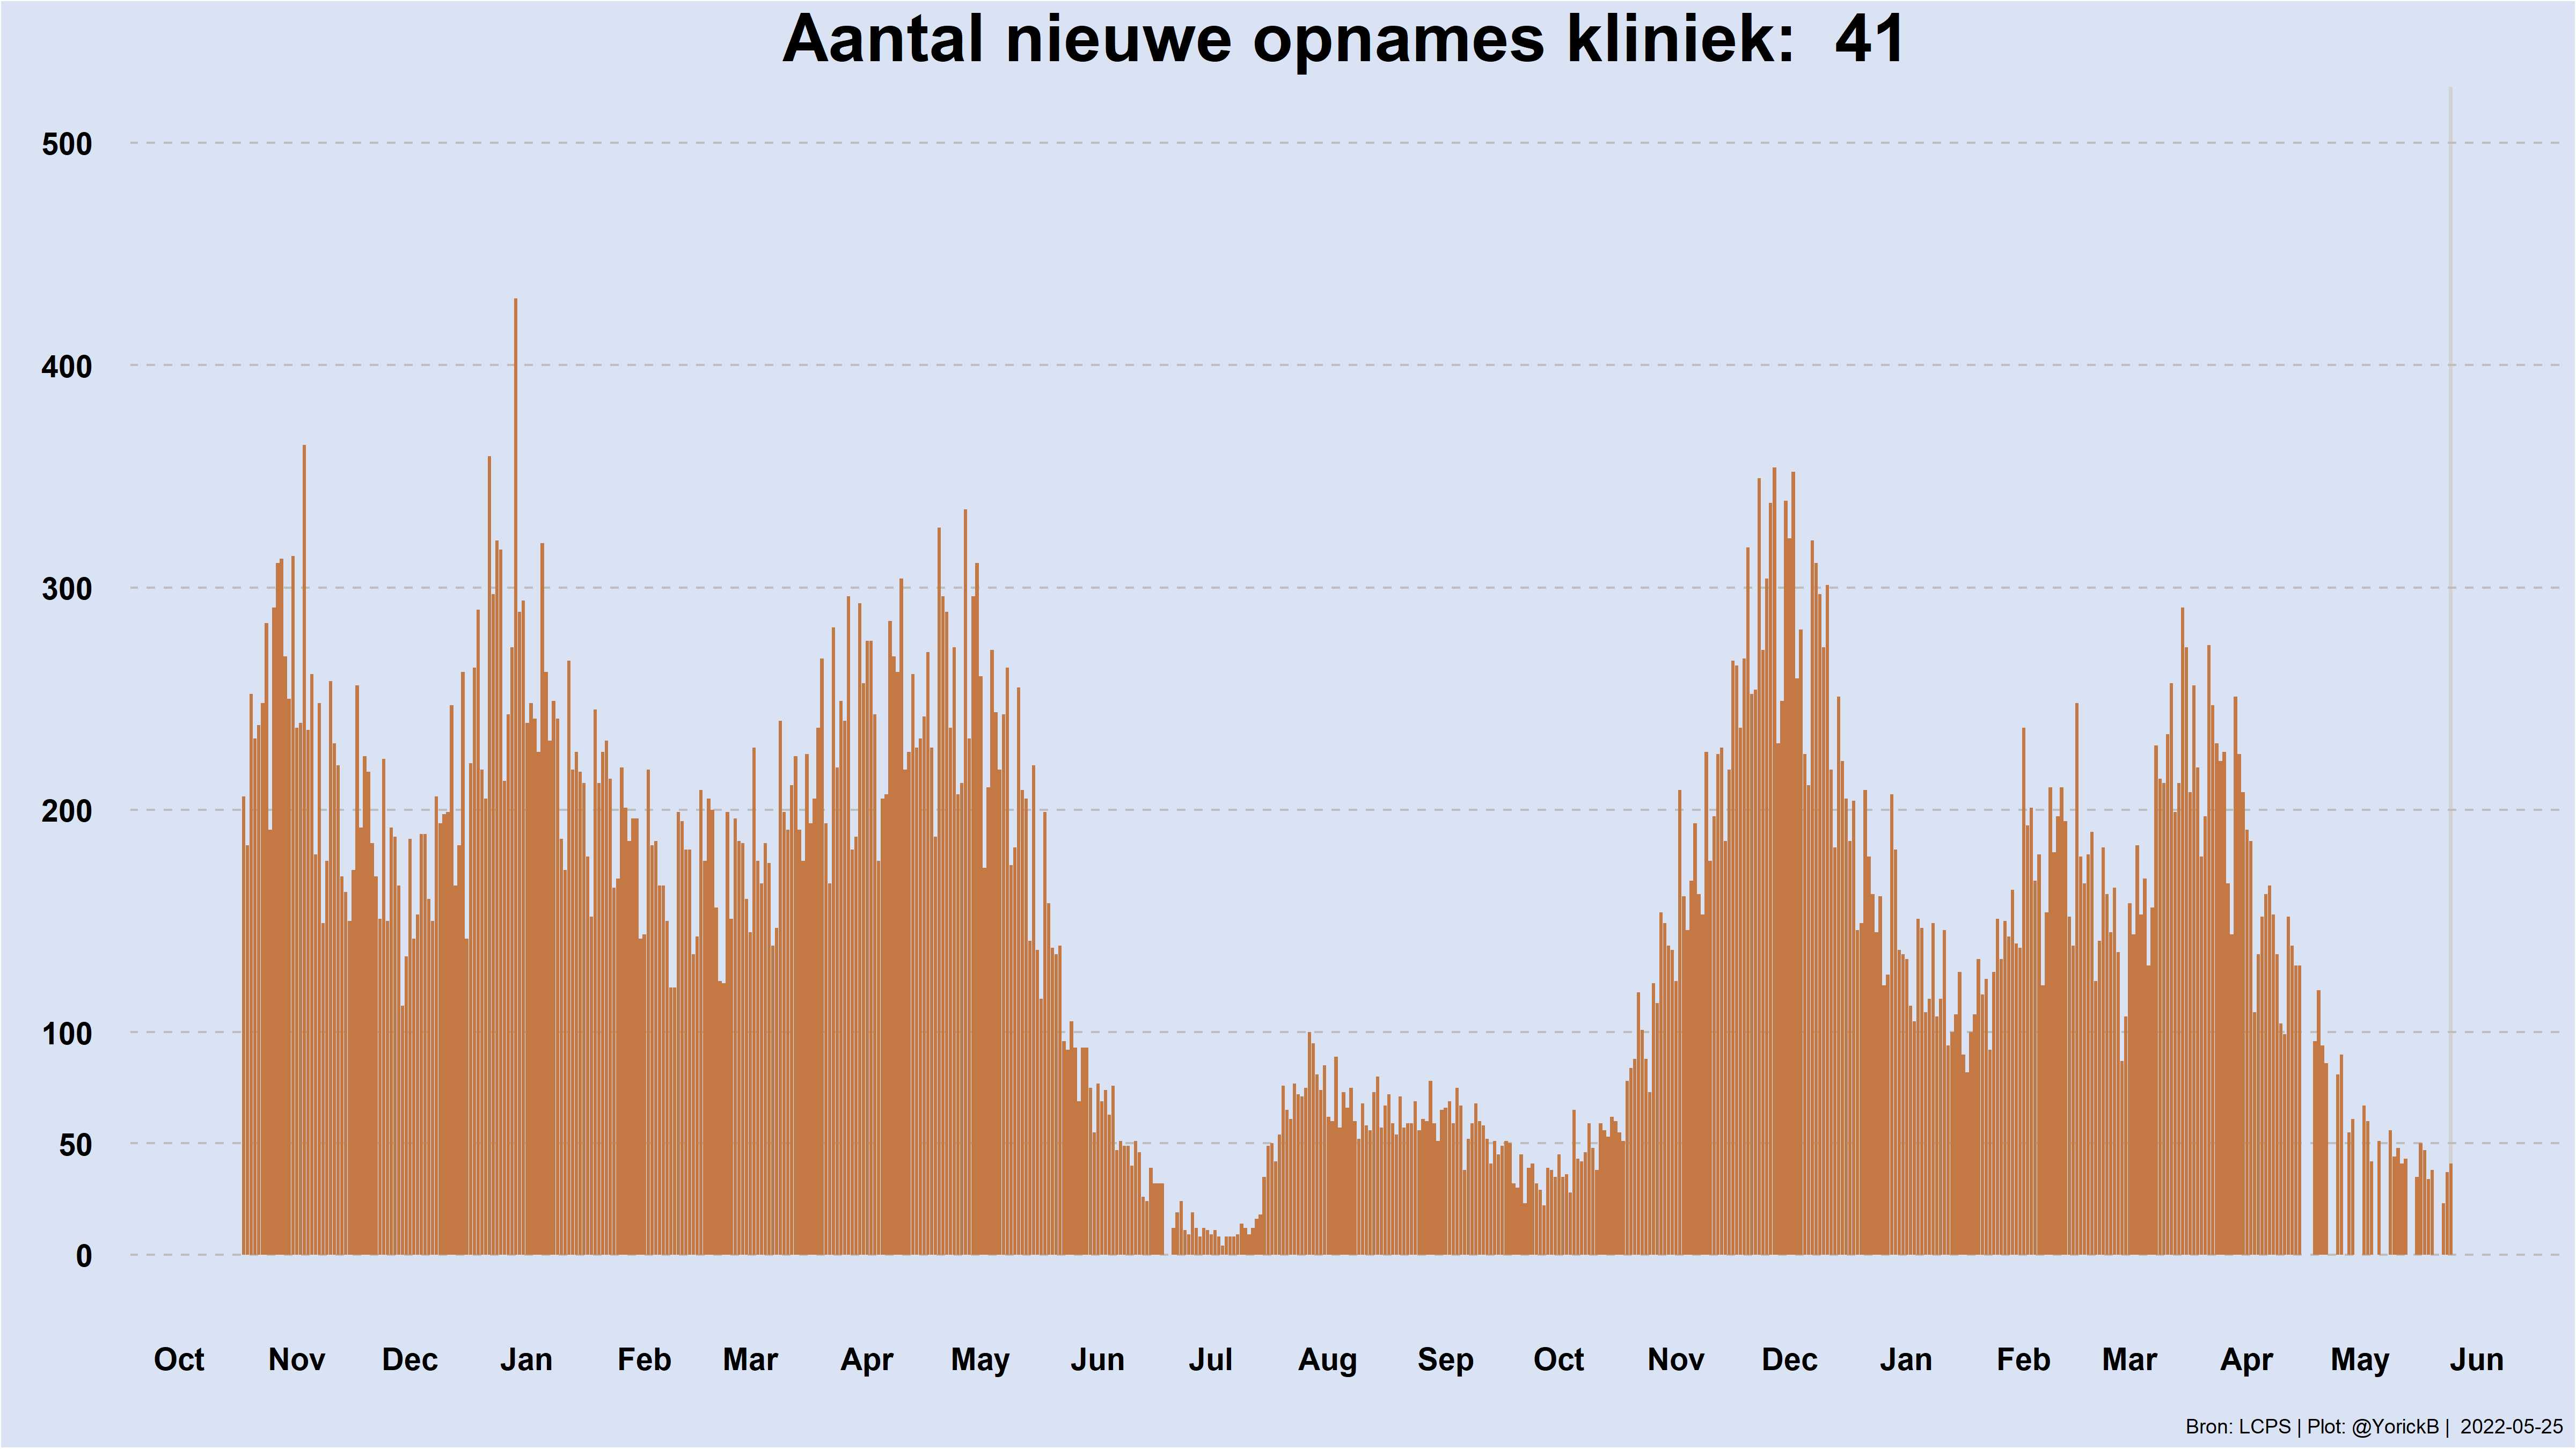 Aantal nieuwe opnames kliniek:  41
500
400
300
200
100
50
0
Oct Nov Dec Jan Feb Mar Apr May Jun Jul Aug Sep Oct Nov Dec Jan Feb Mar Apr May Jun
Bron: LCPS | Plot: @YorickB |  2022-05-25